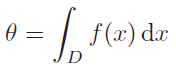 θ = ∫_D f(x) dx